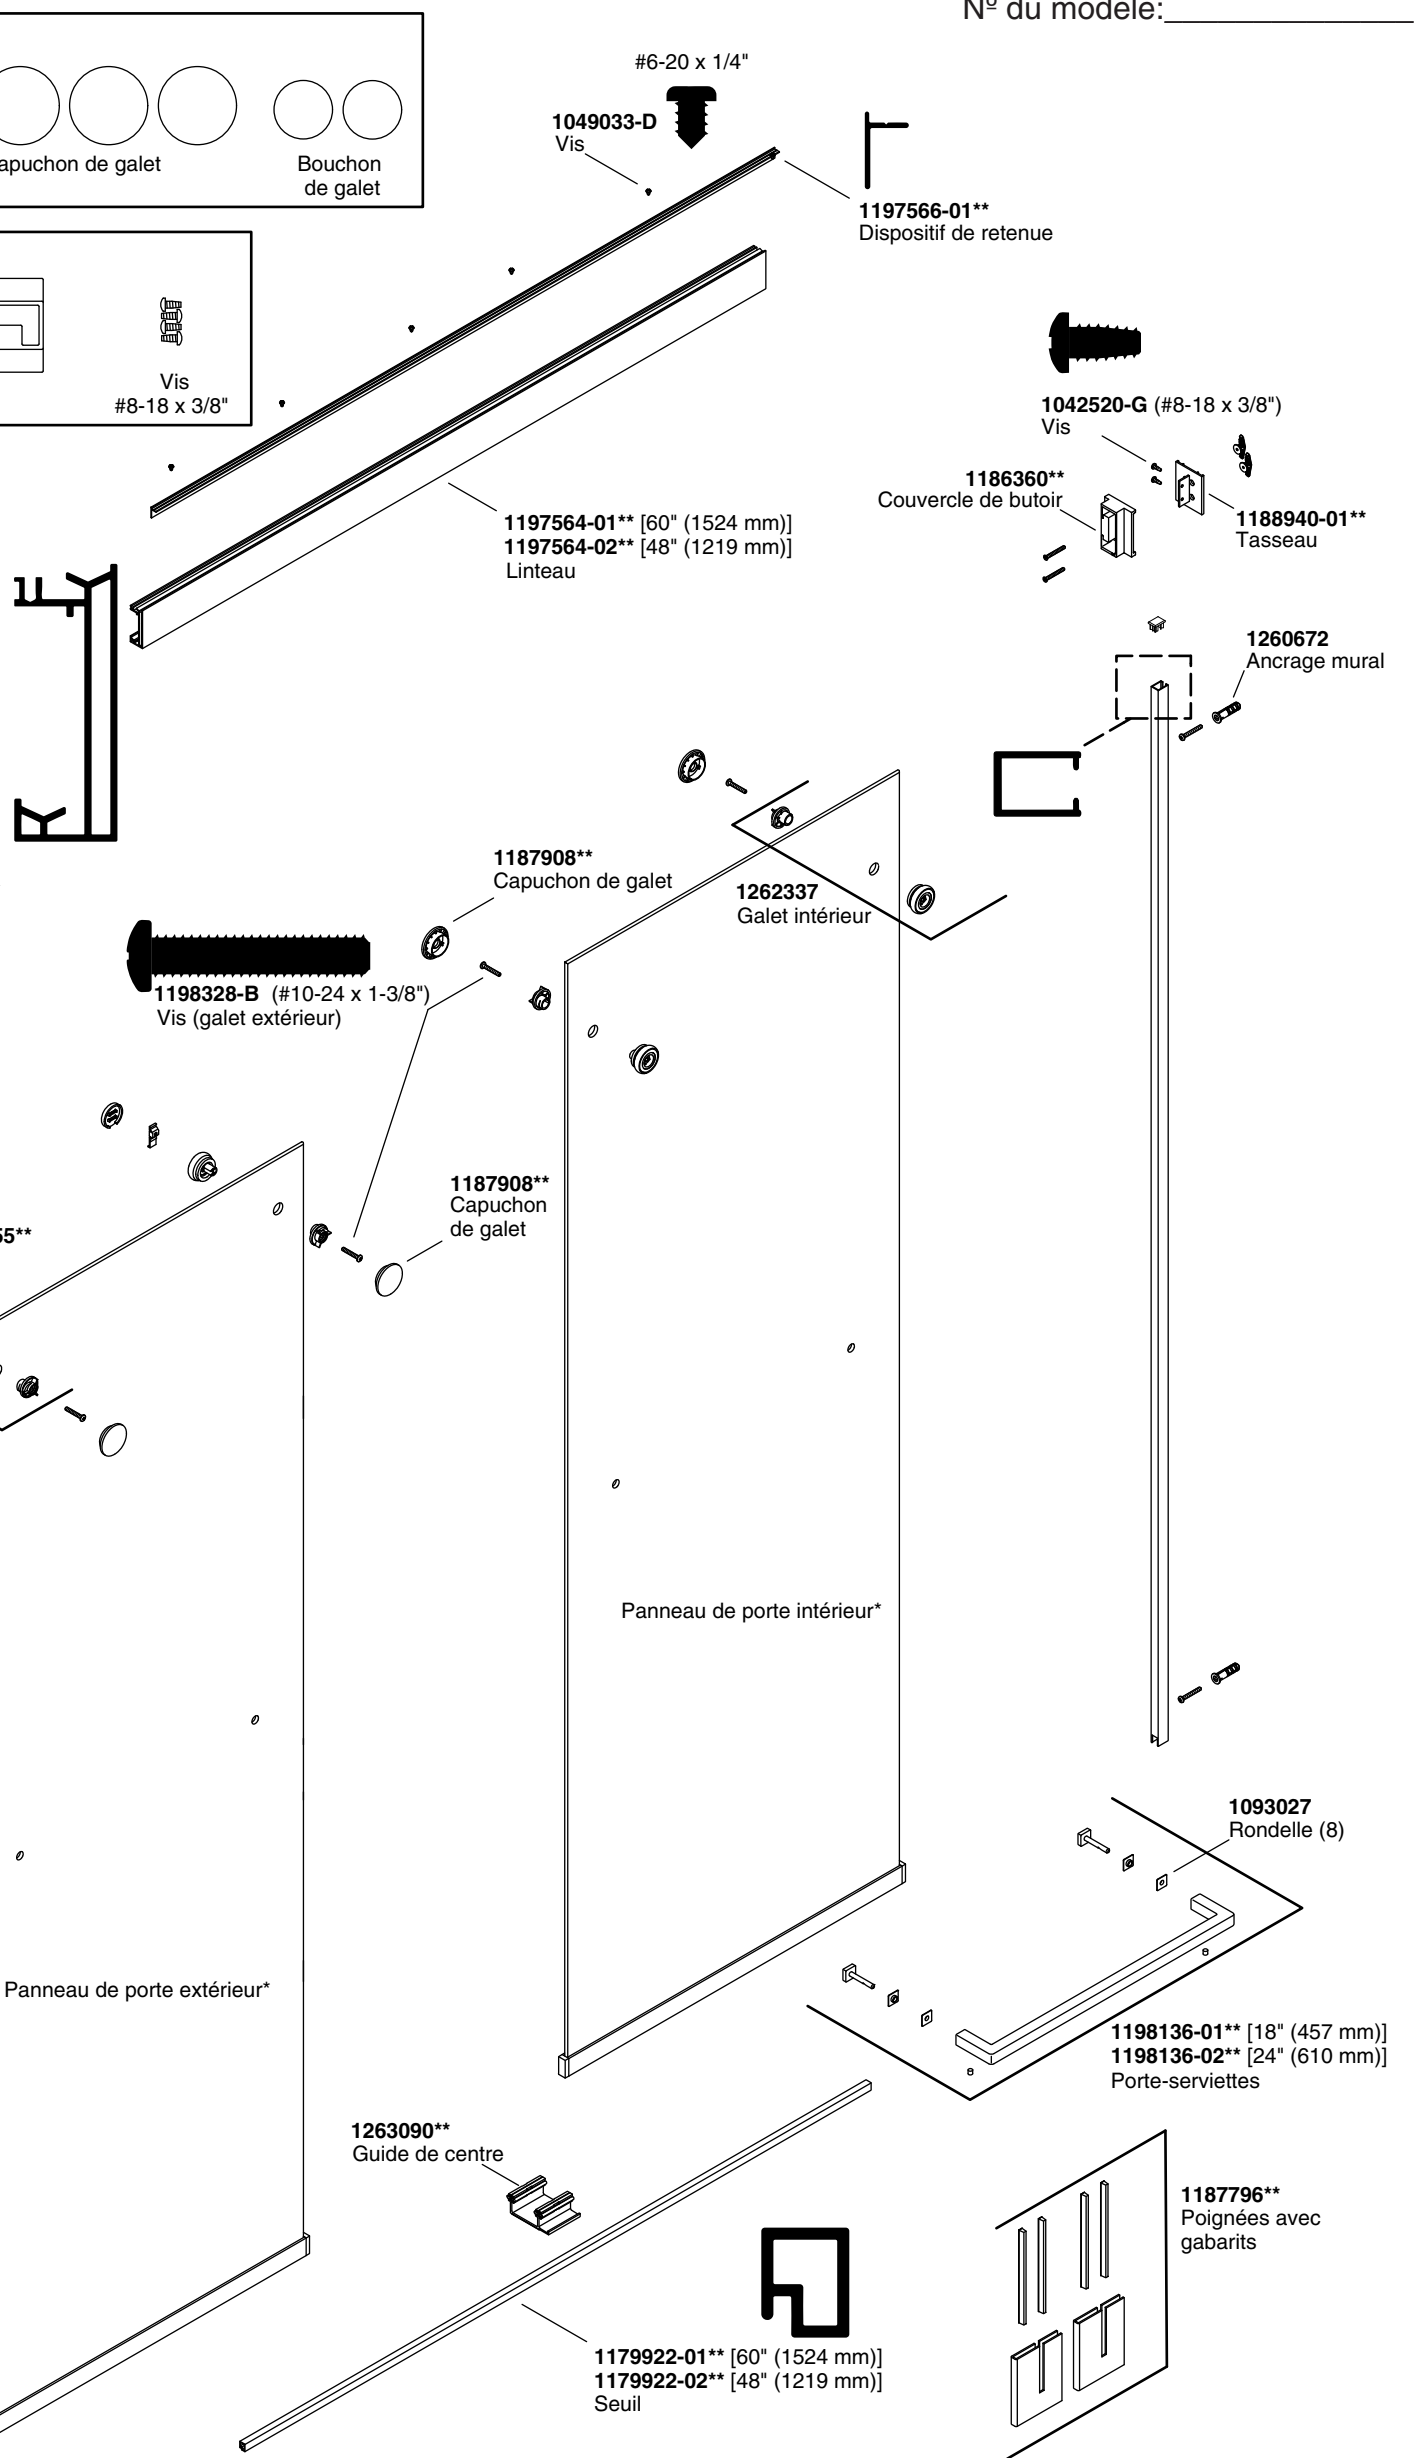 Nº du modèle:
#6-20 x 1/4"
1049033-D
Vis
Capuchon de galet
Bouchon
de galet
1197566-01**
Dispositif de retenue
Vis
#8-18 x 3/8"
1042520-G (#8-18 x 3/8")
Vis
1186360**
Couvercle de butoir
1188940-01**
Tasseau
1197564-01** [60" (1524 mm)]
1197564-02** [48" (1219 mm)]
Linteau
1260672
Ancrage mural
1187908**
Capuchon de galet
1262337
Galet intérieur
1198328-B (#10-24 x 1-3/8")
Vis (galet extérieur)
1187908**
Capuchon
de galet
55**
Panneau de porte intérieur*
1093027
Rondelle (8)
Panneau de porte extérieur*
1198136-01** [18" (457 mm)]
1198136-02** [24" (610 mm)]
Porte-serviettes
1263090**
Guide de centre
1187796**
Poignées avec
gabarits
1179922-01** [60" (1524 mm)]
1179922-02** [48" (1219 mm)]
Seuil